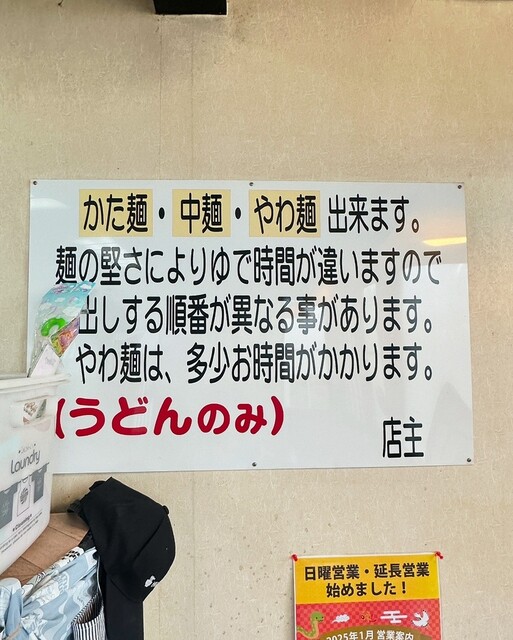 かた麺・中麺・やわ麺 出来ます。
麺の堅さによりゆで時間が違いますので
出しする順番が異なる事があります。
やわ麺は、多少お時間がかかります。
(うどんのみ)
店主
laundry
日曜営業・延長営業
始めました!
2025年1月 営業案内